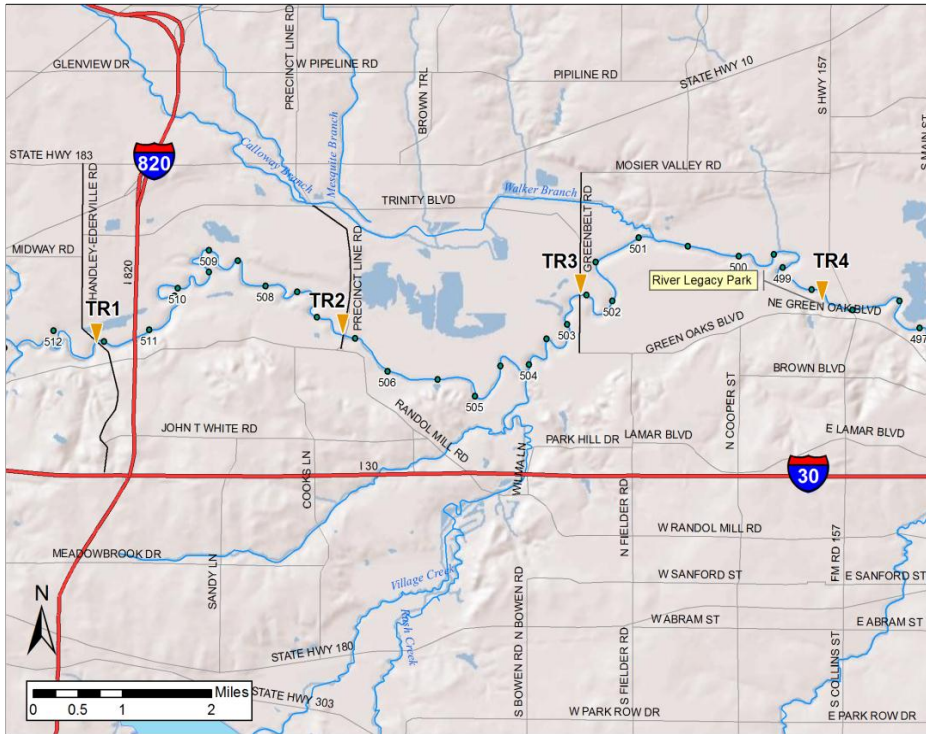 GLENVIEW DR
W PIPELINE RD
PRECINCT LINE RD
BROWN TRL
PIPILINE RD
STATE HWY 10
S HWY 157
S MAIN ST
STATE HWY 183
820
Calloway Branch
Mesquite Branch
MOSIER VALLEY RD
Walker Branch
HANDLEY-EDERVILLE RD
TRINITY BLVD
GREENBELT RD
MIDWAY RD
I 820
PRECINCT LINE RD
509
501
500
499
TR4
TR3
River Legacy Park
510
508
TR2
502
NE GREEN OAK BLVD
TR1
512
511
503
GREEN OAKS BLVD
497
506
504
505
BROWN BLVD
RANDOL MILL RD
N COOPER ST
JOHN T WHITE RD
PARK HILL DR
LAMAR BLVD
E LAMAR BLVD
COOKS LN
I 30
WILMA LN
30
N FIELDER RD
W RANDOL MILL RD
FM RD 157
MEADOWBROOK DR
SANDY LN
Village Creek
W SANFORD ST
E SANFORD ST
Rush Creek
S BOWEN RD N BOWEN RD
W ABRAM ST
E ABRAM ST
N
STATE HWY 180
S FIELDER RD
S COLLINS ST
STATE HWY 303
Miles
0 0.5 1 2
W PARK ROW DR
E PARK ROW DR